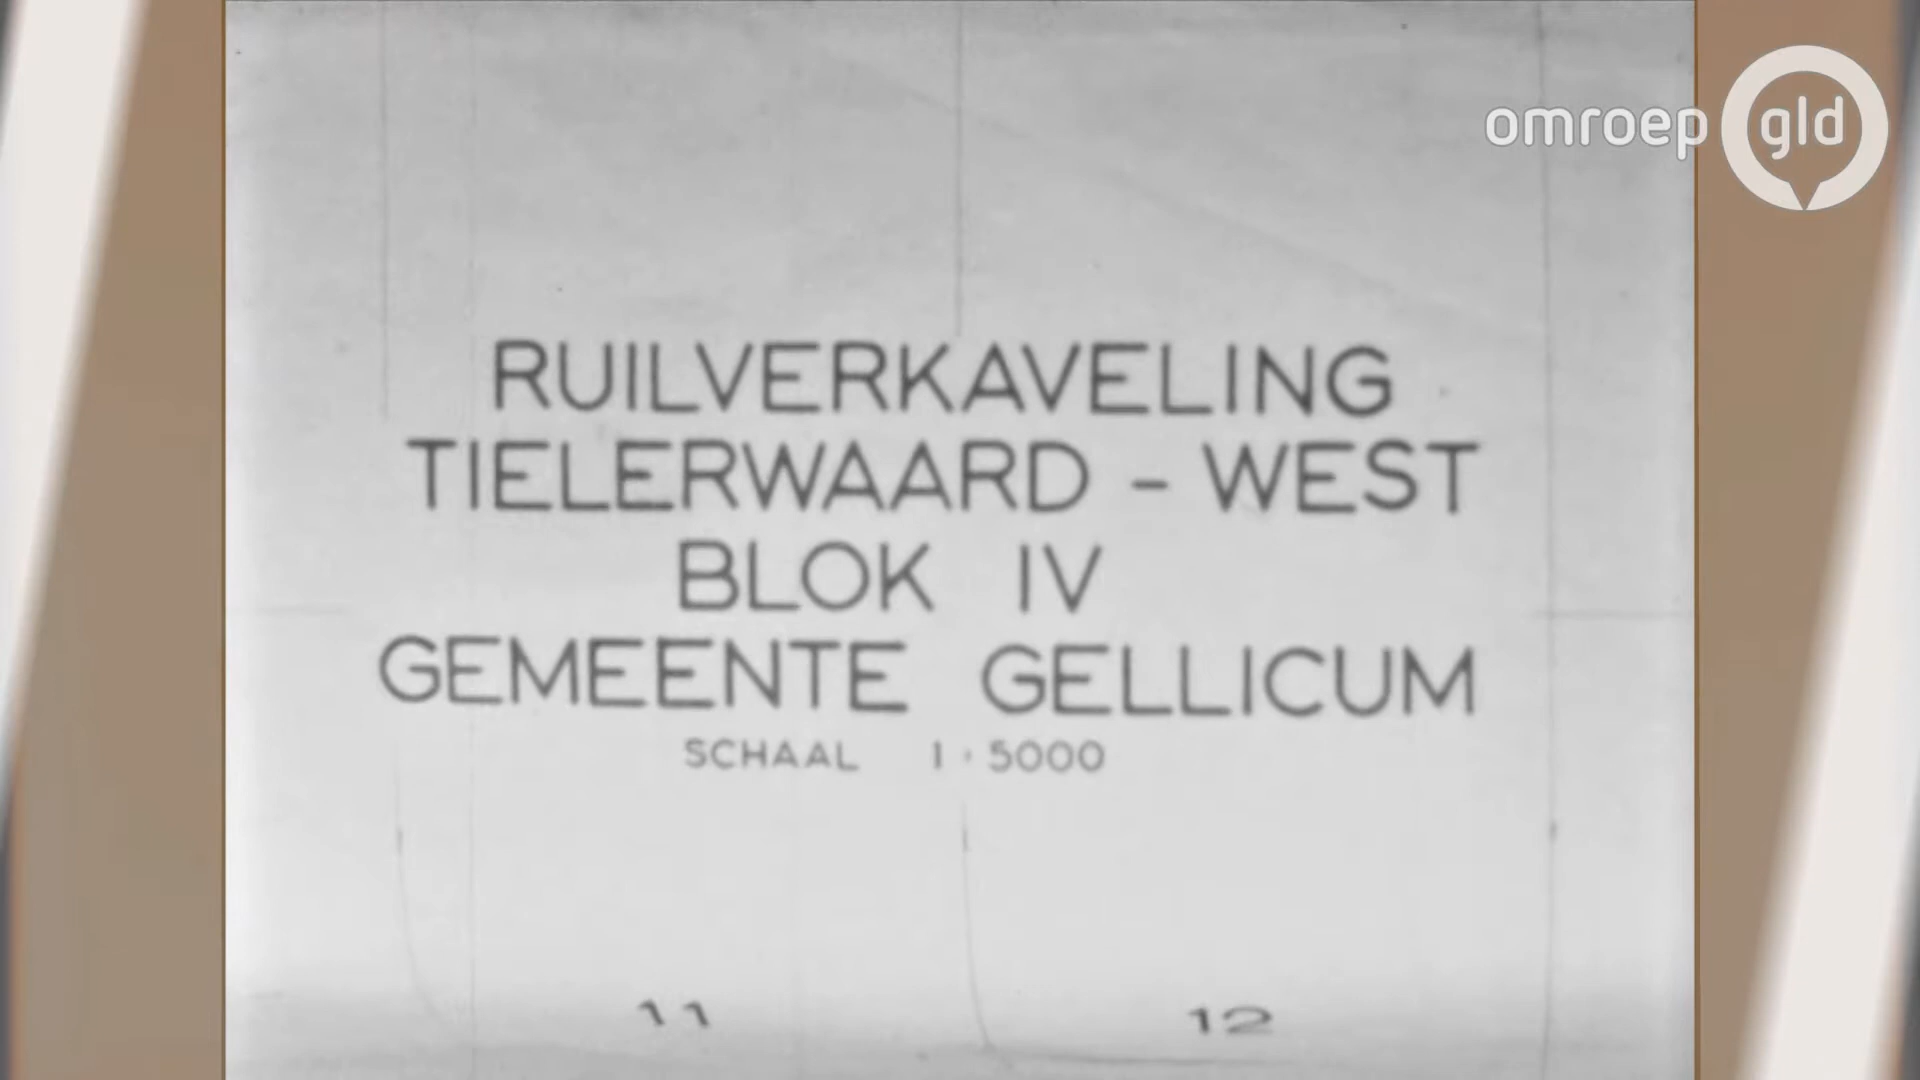 omroep gld
RUILVERKAVELING
TIELERWAARD - WEST
BLOK IV
GEMEENTE GELLICUM
SCHAAL 1:5000
11 12